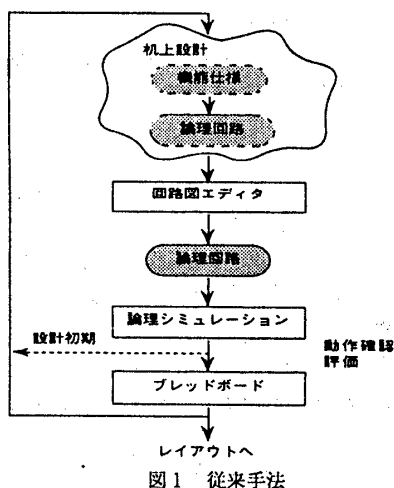 机上設計
機能仕様
論理回路
回路図エディタ
論理回路
論理シミュレーション
設計初期
動作確認
評価
ブレッドボード
レイアウトへ
図1 従来手法